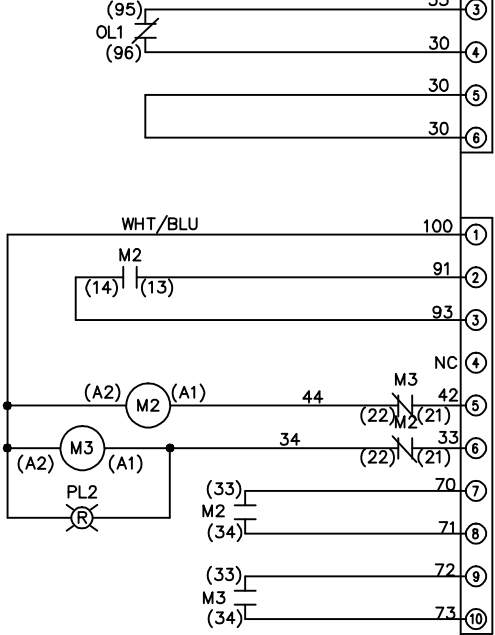 (95) 33 3
OL1
(96) 30 4
30 5
30 6
WHT/BLU 100 1
M2 91 2
(14) (13)
93 3
NC 4
(A2) M2 (A1) 44 M3 42 5
(22) (21)
(A2) M3 (A1) 34 M2 33 6
(22) (21)
PL2
R
(33) 70 7
M2
(34) 71 8
(33) 72 9
M3
(34) 73 10